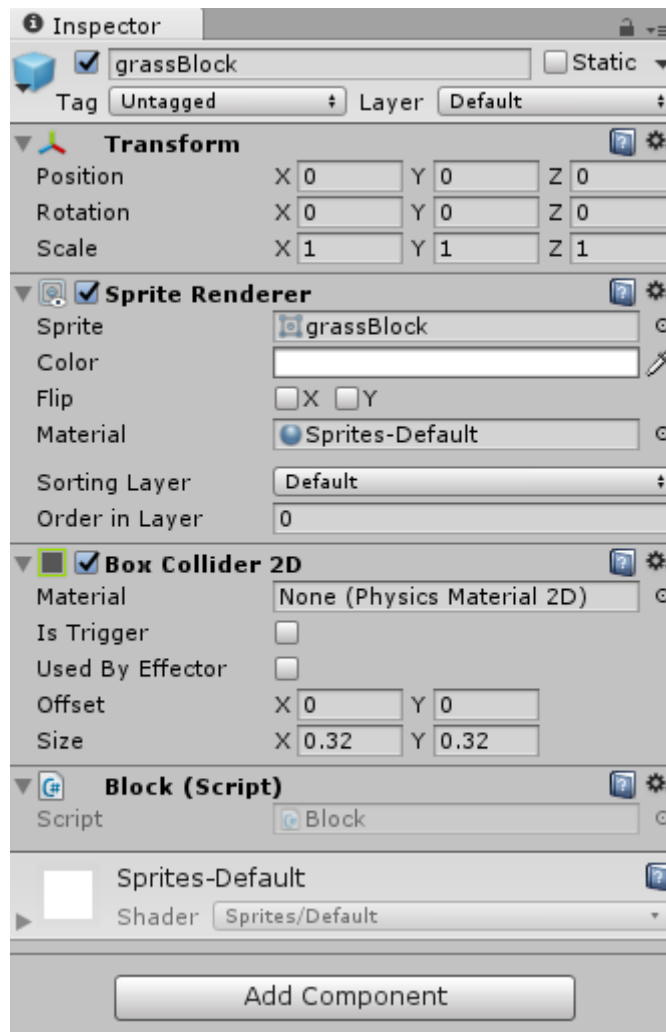 Inspector
grassBlock Static
Tag Untagged Layer Default
Transform
Position X 0 Y 0 Z 0
Rotation X 0 Y 0 Z 0
Scale X 1 Y 1 Z 1
Sprite Renderer
Sprite grassBlock
Color
Flip X Y
Material Sprites-Default
Sorting Layer Default
Order in Layer 0
Box Collider 2D
Material None (Physics Material 2D)
Is Trigger
Used By Effector
Offset X 0 Y 0
Size X 0.32 Y 0.32
C# Block (Script)
Script Block
Sprites-Default
Shader Sprites/Default
Add Component